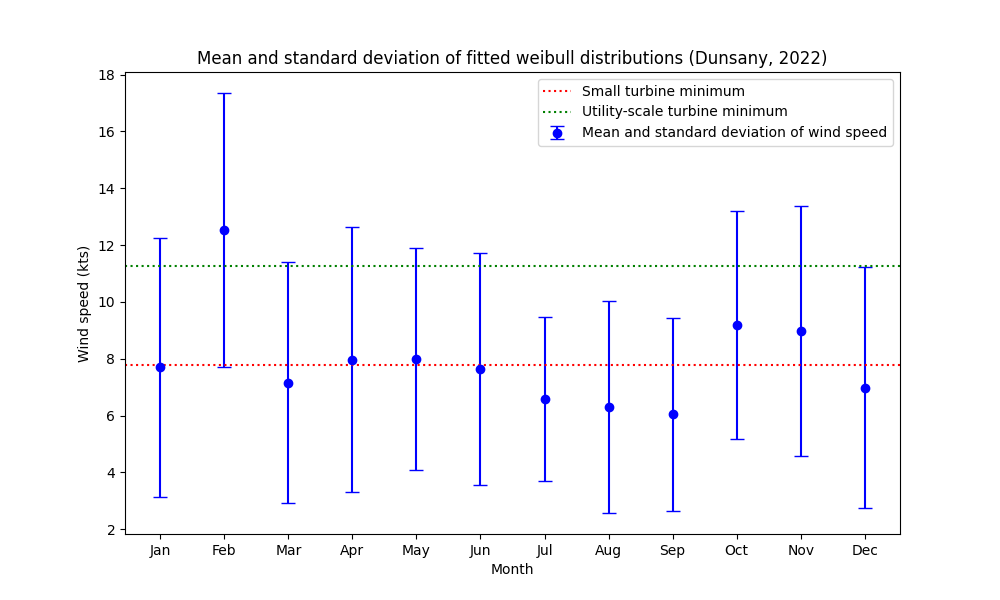 Mean and standard deviation of fitted weibull distributions (Dunsany, 2022)
Small turbine minimum
Utility-scale turbine minimum
Mean and standard deviation of wind speed
18
16
14
12
10
8
6
4
2
Wind speed (kts)
Jan Feb Mar Apr May Jun Jul Aug Sep Oct Nov Dec
Month